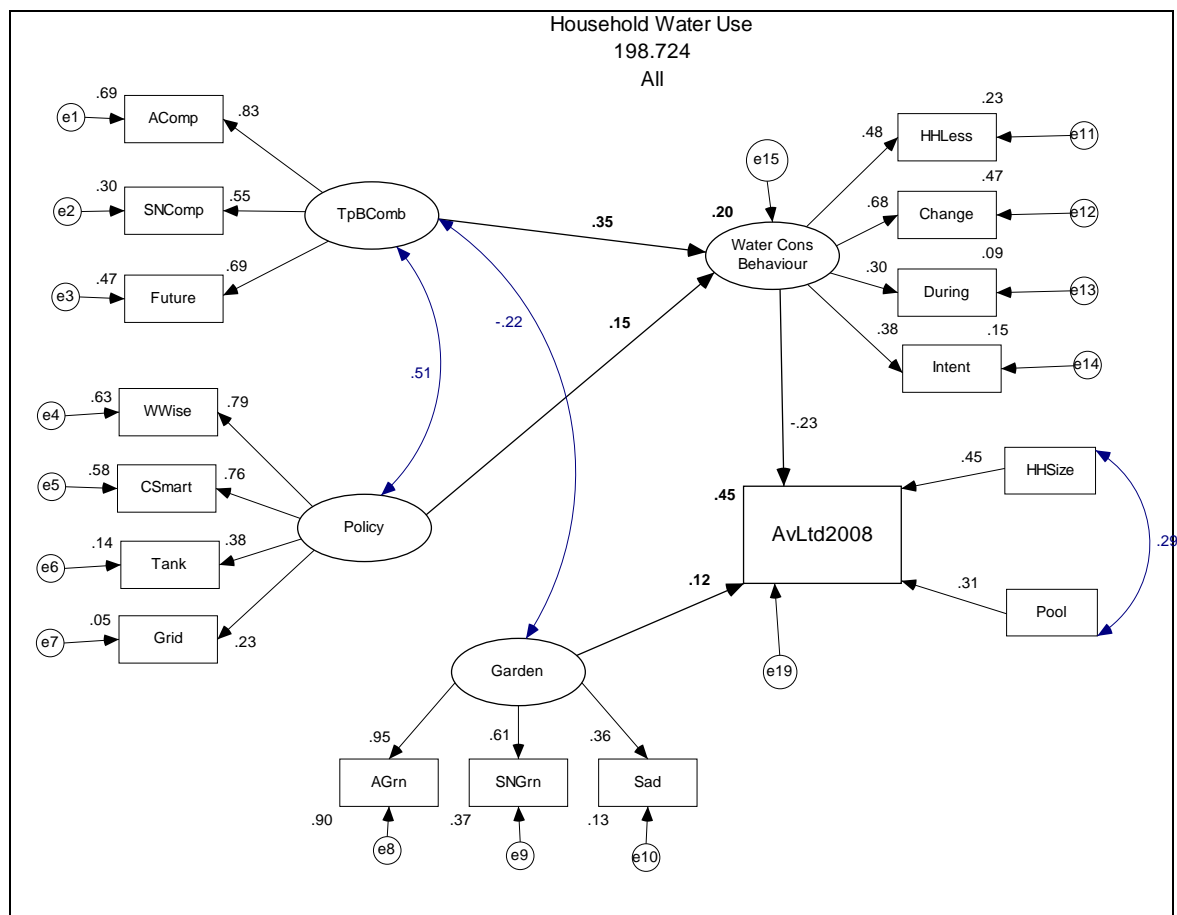 Household Water Use
198.724
All
.69
e1
AComp
.83
.30
e2
SNComp
.55
.47
e3
Future
.69
TpBComb
.35
-.22
.51
.15
.63
e4
WWise
.79
.58
e5
CSmart
.76
.14
e6
Tank
.38
.05
e7
Grid
.23
Policy
e15
.20
Water Cons
Behaviour
.48
.23
HHLess
e11
.68
.47
Change
e12
.30
.09
During
e13
.38
.15
Intent
e14
-.23
.45
AvLtd2008
.45
HHSize
.29
.31
Pool
e19
.12
Garden
.95
.61
.36
AGrn
SNGrn
Sad
.90
.37
.13
e8
e9
e10